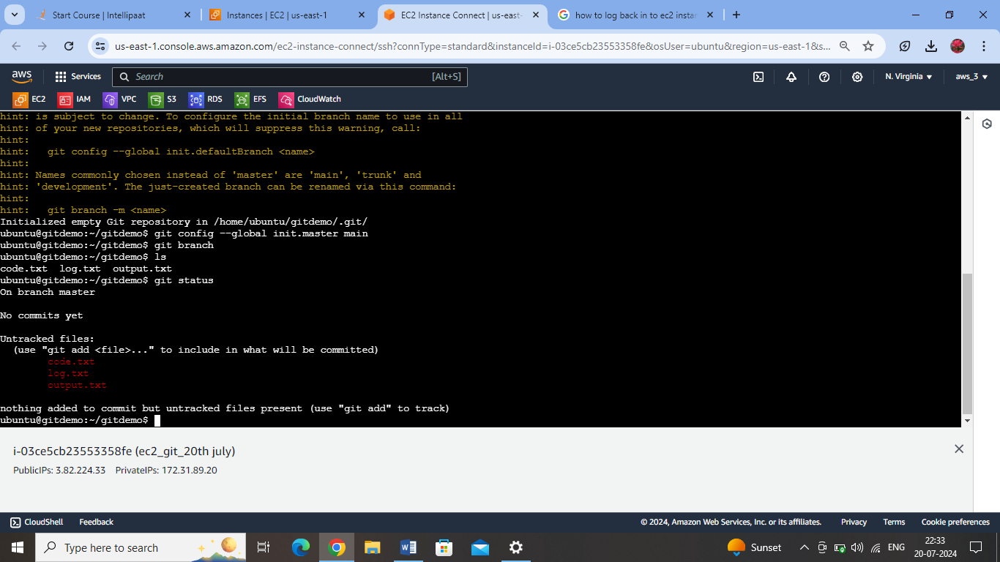 Start Course | Intellipaat
Instances | EC2 | us-east-1
EC2 Instance Connect | us-east-
how to log back in to ec2 instan
us-east-1.console.aws.amazon.com/ec2-instance-connect/ssh?connType=standard&instanceId=i-03ce5cb23553358fe&osUser=ubuntu&region=us-east-1&s...
aws
Services
Search
[Alt+S]
N. Virginia
aws_3
EC2
IAM
VPC
S3
RDS
EFS
CloudWatch
hint: is subject to change. To configure the initial branch name to use in all
hint: of your new repositories, which will suppress this warning, call:
hint:
hint:   git config --global init.defaultBranch <name>
hint:
hint: Names commonly chosen instead of 'master' are 'main', 'trunk' and
hint: 'development'. The just-created branch can be renamed via this command:
hint:
hint:   git branch -m <name>
Initialized empty Git repository in /home/ubuntu/gitdemo/.git/
ubuntu@gitdemo:~/gitdemo$ git config --global init.master main
ubuntu@gitdemo:~/gitdemo$ git branch
ubuntu@gitdemo:~/gitdemo$ ls
code.txt  log.txt  output.txt
ubuntu@gitdemo:~/gitdemo$ git status
On branch master
No commits yet
Untracked files:
  (use "git add <file>..." to include in what will be committed)
        code.txt
        log.txt
        output.txt
nothing added to commit but untracked files present (use "git add" to track)
ubuntu@gitdemo:~/gitdemo$
i-03ce5cb23553358fe (ec2_git_20th july)
PublicIPs: 3.82.224.33    PrivateIPs: 172.31.89.20
CloudShell
Feedback
© 2024, Amazon Web Services, Inc. or its affiliates.
Privacy
Terms
Cookie preferences
Type here to search
Sunset
ENG
22:33
20-07-2024